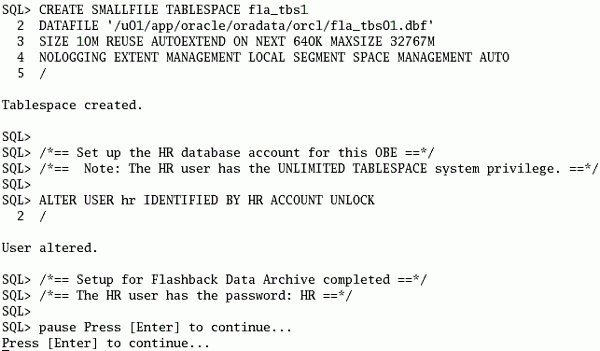 SQL> CREATE SMALLFILE TABLESPACE fla_tbs1
2 DATAFILE '/u01/app/oracle/oradata/orcl/fla_tbs01.dbf'
3 SIZE 10M REUSE AUTOEXTEND ON NEXT 640K MAXSIZE 32767M
4 NOLOGGING EXTENT MANAGEMENT LOCAL SEGMENT SPACE MANAGEMENT AUTO
5 /
Tablespace created.
SQL>
SQL> /*== Set up the HR database account for this OBE ==*/
SQL> /*== Note: The HR user has the UNLIMITED TABLESPACE system privilege. ==*/
SQL>
SQL> ALTER USER hr IDENTIFIED BY HR ACCOUNT UNLOCK
2 /
User altered.
SQL> /*== Setup for Flashback Data Archive completed ==*/
SQL> /*== The HR user has the password: HR ==*/
SQL>
SQL> pause Press [Enter] to continue...
Press [Enter] to continue...